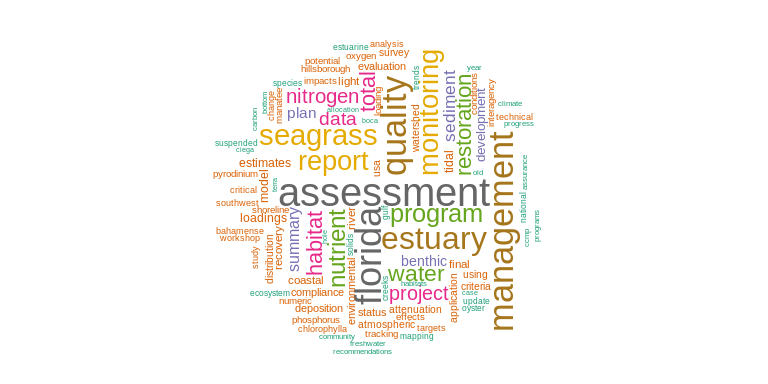 estuarine
analysis
potential
oxygen
survey
hillsborough
evaluation
year
species
impacts
light
total
trends
monitoring
conditions
interagency
climate
carbon
bottom
change
manatee
nitrogen
loading
quality
sediment
restoration
development
plan
data
allocation
boca
watershed
technical
progress
suspended
ciega
seagrass
estimates
report
usa
tidal
old
pyrodinium
model
terra
critical
assessment
management
national
assurance
southwest
shoreline
loadings
florida
gulf
program
bahamense
workshop
summary
habitat
nutrient
hole
river
solids
estuary
ccmp
programs
study
distribution
recovery
environmental
benthic
final
water
ecosystem
coastal
compliance
numeric
creeks
habitats
project
using
criteria
case
update
oyster
application
deposition
status
attenuation
phosphorus
effects
chlorophylla
atmospheric
targets
community
tracking
mapping
freshwater
recommendations